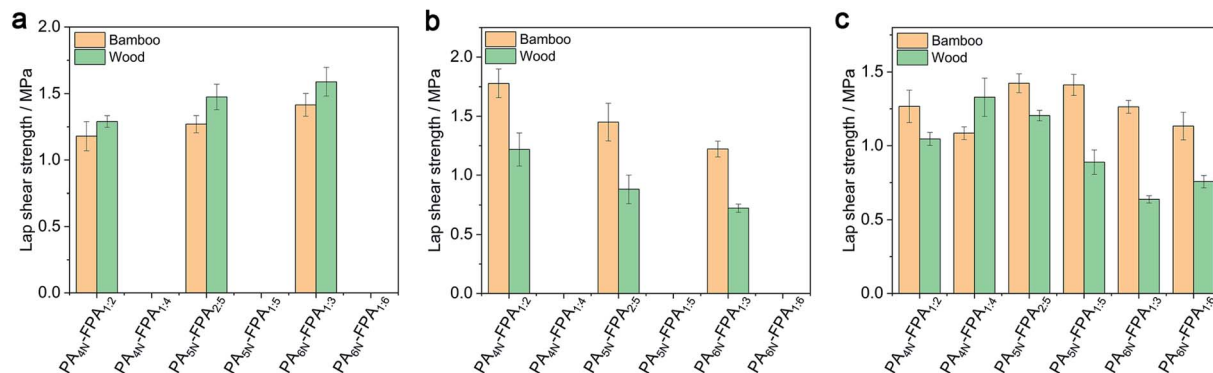 a
2.0
1.5
1.0
0.5
0.0
Lap shear strength / MPa
Bamboo
Wood
PA4N-FPA1:2
PA4N-FPA1:4
PA5N-FPA2:5
PA5N-FPA1:5
PA6N-FPA1:3
PA6N-FPA1:6
b
2.0
1.5
1.0
0.5
0.0
Lap shear strength / MPa
Bamboo
Wood
PA4N-FPA1:2
PA4N-FPA1:4
PA5N-FPA2:5
PA5N-FPA1:5
PA6N-FPA1:3
PA6N-FPA1:6
c
1.5
1.0
0.5
0.0
Lap shear strength / MPa
Bamboo
Wood
PA4N-FPA1:2
PA4N-FPA1:4
PA5N-FPA2:5
PA5N-FPA1:5
PA6N-FPA1:3
PA6N-FPA1:6